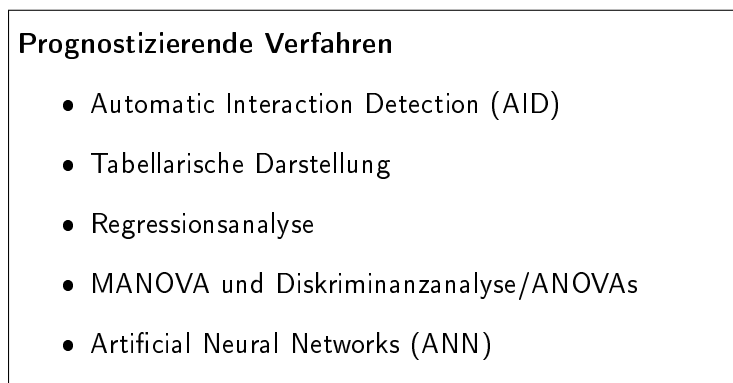 Prognostizierende Verfahren
• Automatic Interaction Detection (AID)
• Tabellarische Darstellung
• Regressionsanalyse
• MANOVA und Diskriminanzanalyse/ANOVAs
• Artificial Neural Networks (ANN)